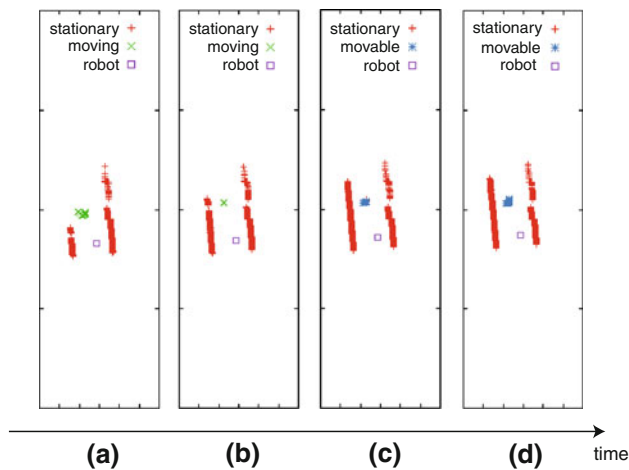 stationary
moving
robot
stationary
moving
robot
stationary
movable
robot
stationary
movable
robot
(a)
(b)
(c)
(d)
time